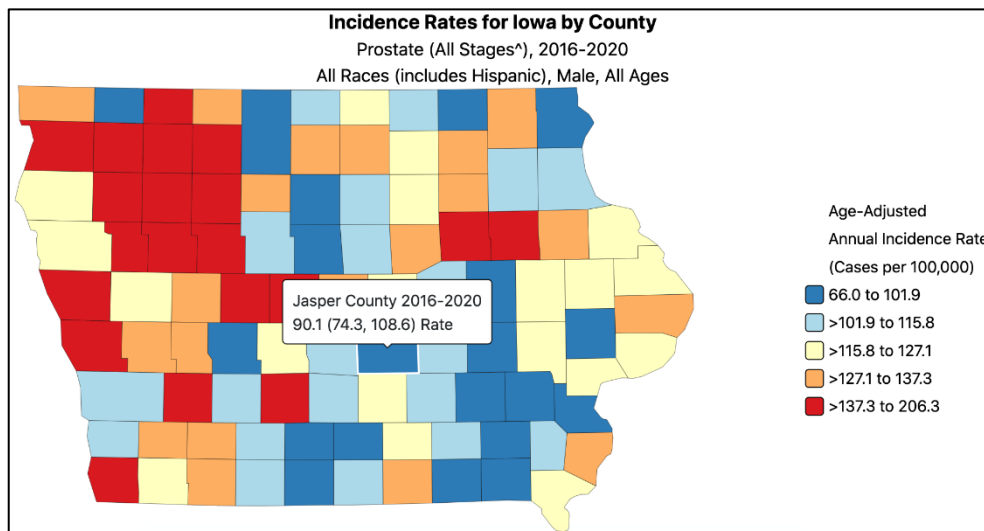 Incidence Rates for Iowa by County
Prostate (All Stages^), 2016-2020
All Races (includes Hispanic), Male, All Ages
Jasper County 2016-2020
90.1 (74.3, 108.6) Rate
Age-Adjusted
Annual Incidence Rate
(Cases per 100,000)
66.0 to 101.9
>101.9 to 115.8
>115.8 to 127.1
>127.1 to 137.3
>137.3 to 206.3